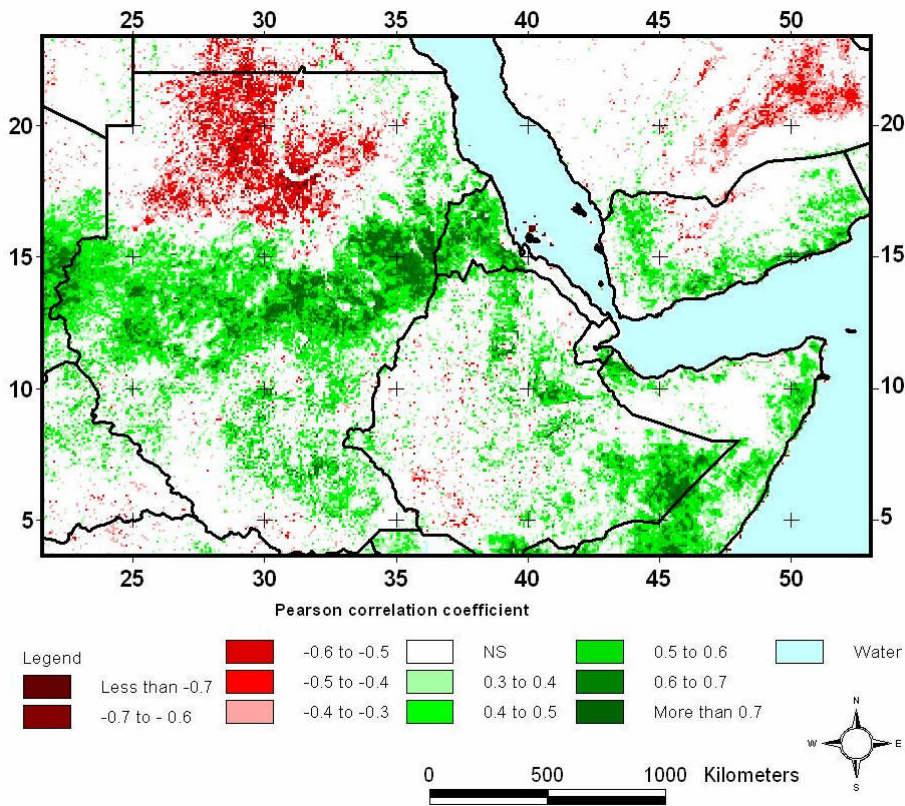 25 30 35 40 45 50
20 20
15 15
10 10
5 5
25 30 35 40 45 50
Pearson correlation coefficient
Legend
Less than -0.7
-0.7 to - 0.6
-0.6 to -0.5
-0.5 to -0.4
-0.4 to -0.3
NS
0.3 to 0.4
0.4 to 0.5
0.5 to 0.6
0.6 to 0.7
More than 0.7
Water
N
W E
S
0 500 1000 Kilometers